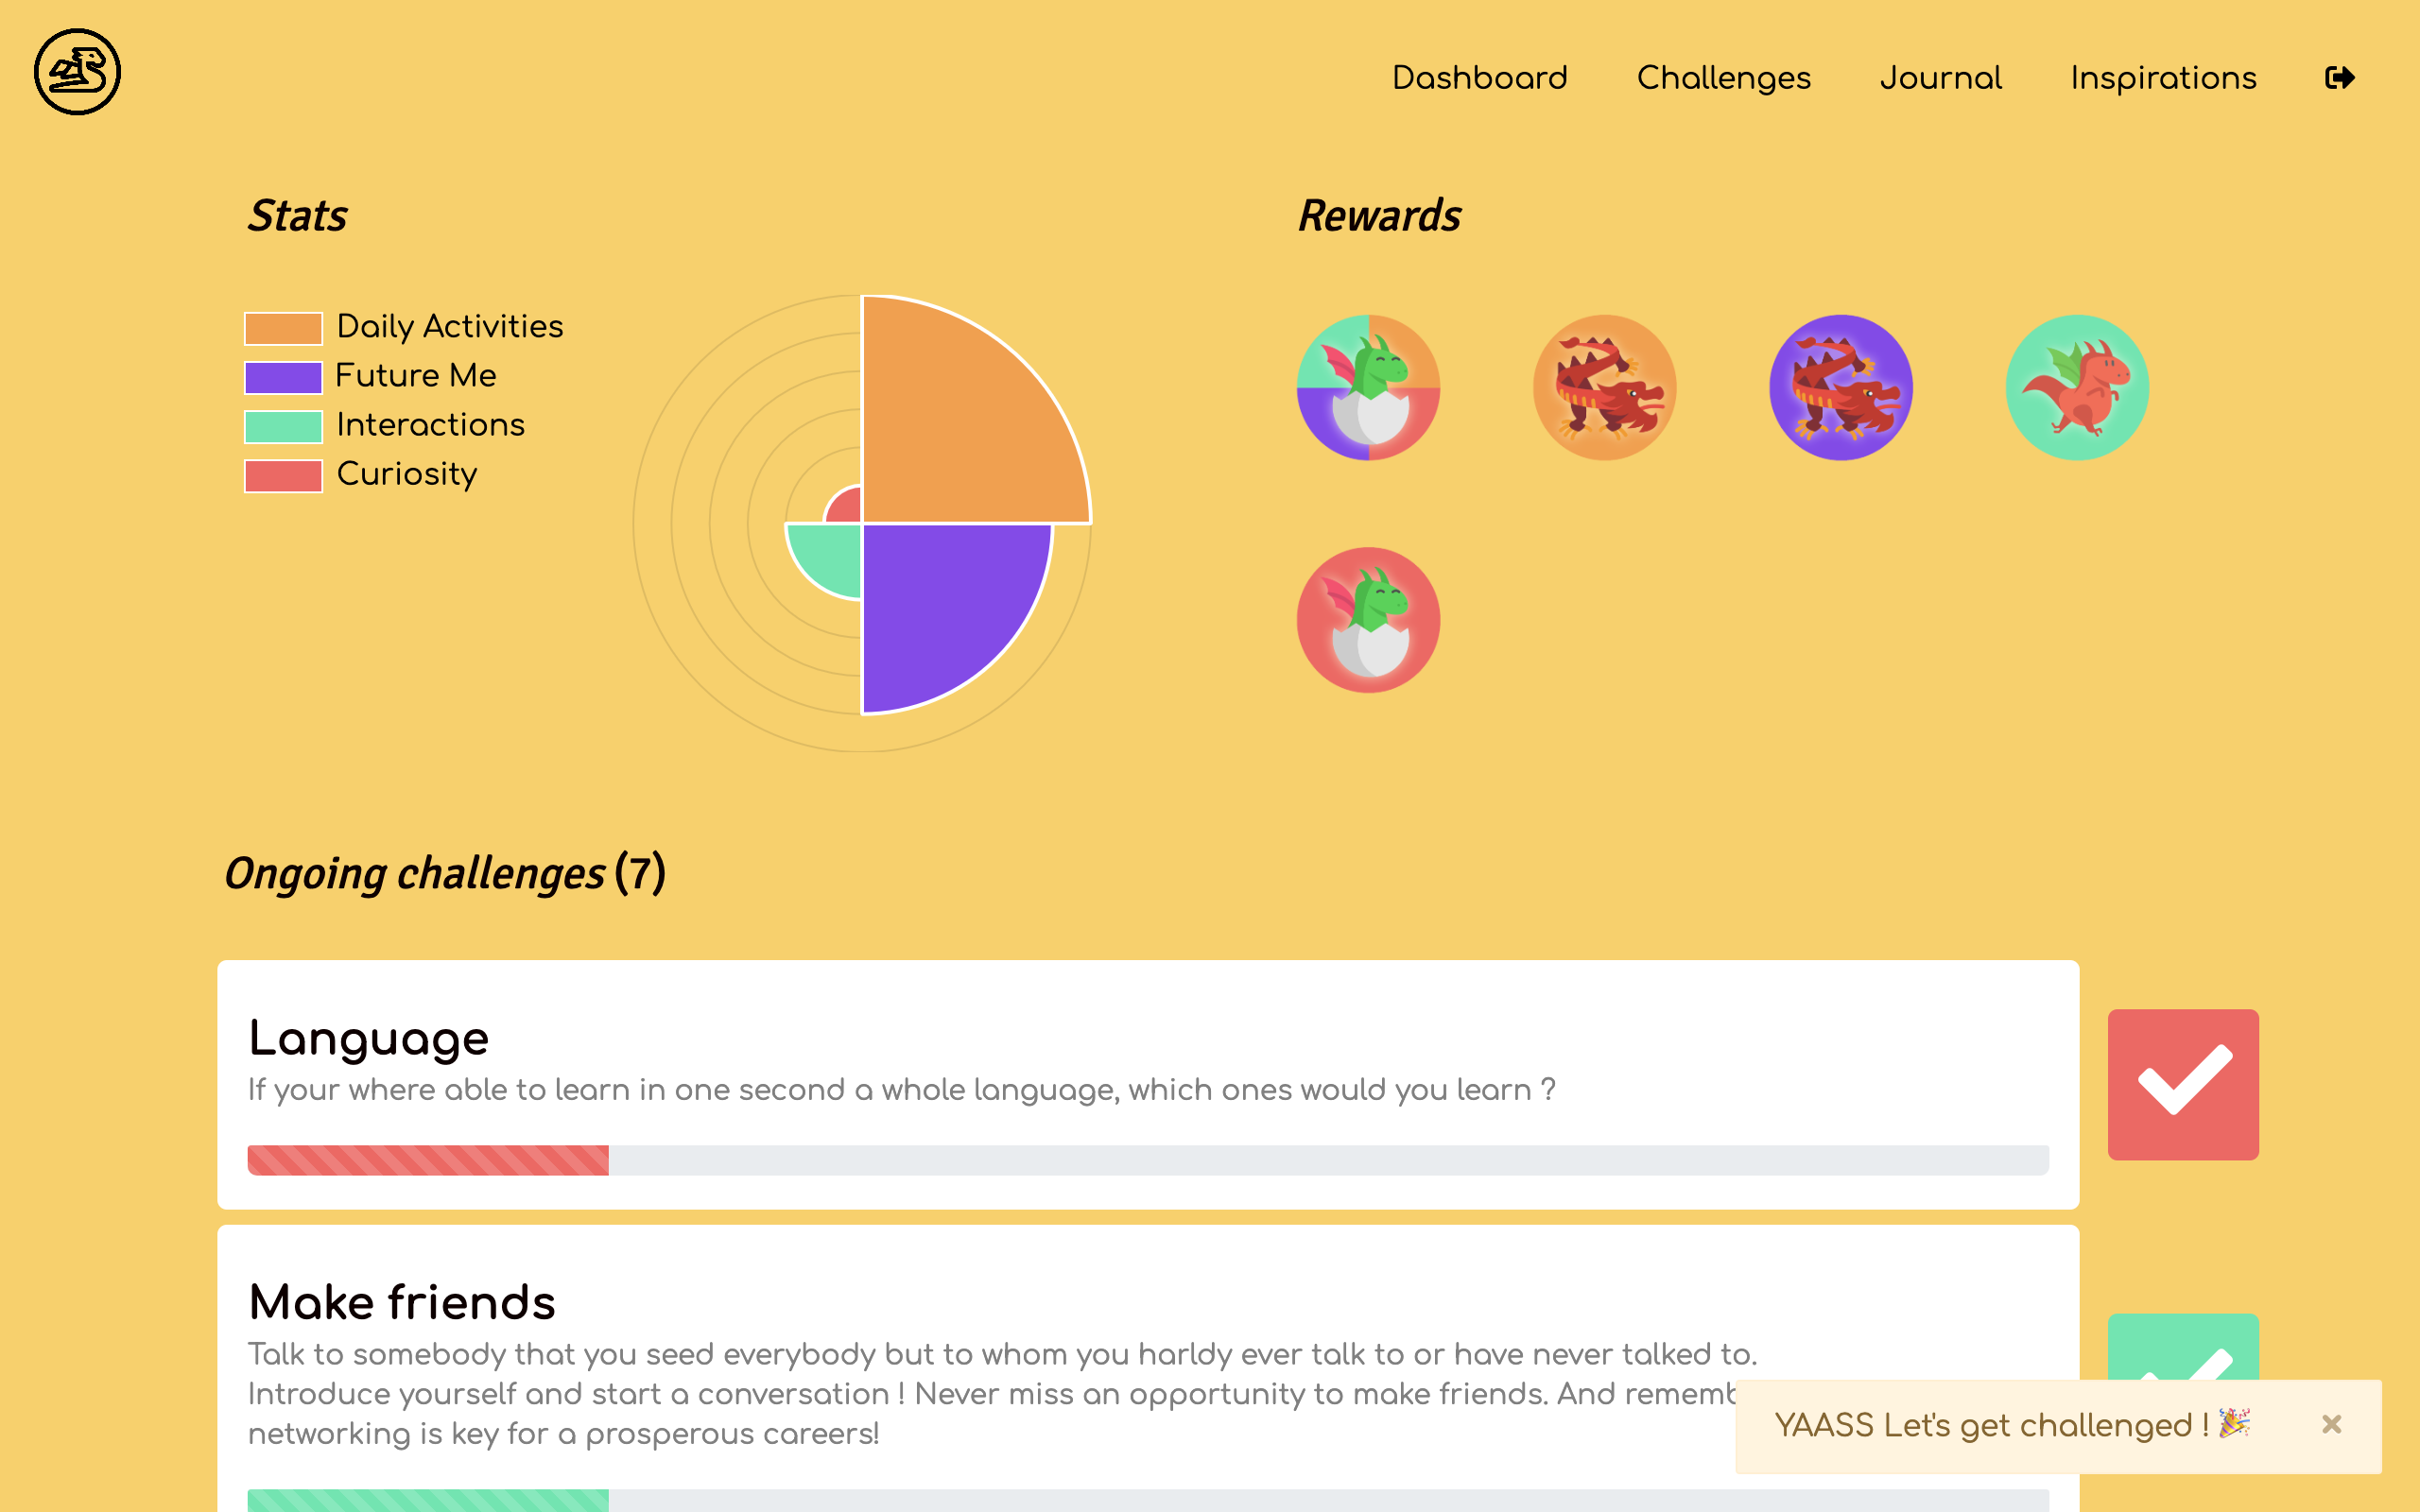 Dashboard
Challenges
Journal
Inspirations
Stats
Daily Activities
Future Me
Interactions
Curiosity
Rewards
Ongoing challenges (7)
Language
If your where able to learn in one second a whole language, which ones would you learn ?
Make friends
Talk to somebody that you seed everybody but to whom you harldy ever talk to or have never talked to.
Introduce yourself and start a conversation ! Never miss an opportunity to make friends. And
networking is key for a prosperous careers!
YAASS Let's get challenged ! 🎉